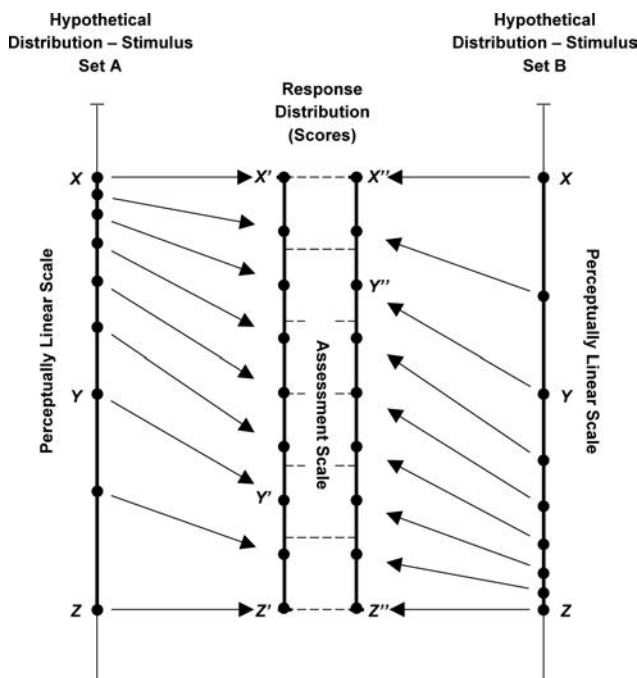 Hypothetical
Distribution – Stimulus
Set A
Hypothetical
Distribution – Stimulus
Set B
Response
Distribution
(Scores)
X
X'
X''
X
Y''
Perceptually Linear Scale
Assessment Scale
Perceptually Linear Scale
Y
Y
Y'
Z
Z'
Z''
Z